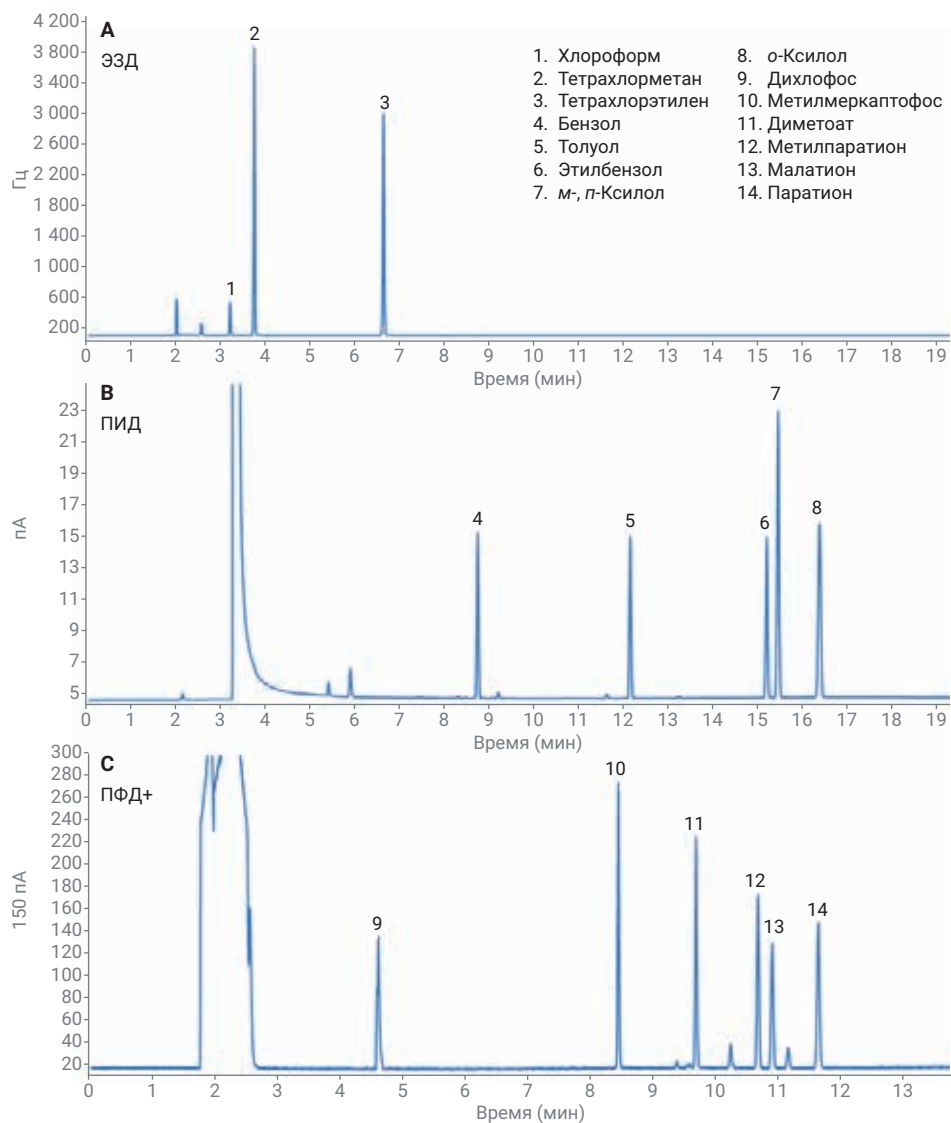 A
ЭЗД
4 200
3 800
3 400
3 000
2 600
2 200
1 800
1 400
1 000
600
200
Гц
1
2
3
1. Хлороформ
2. Тетрахлорметан
3. Тетрахлорэтилен
4. Бензол
5. Толуол
6. Этилбензол
7. м-, п-Ксилол
8. о-Ксилол
9. Дихлофос
10. Метилмеркаптофос
11. Диметоат
12. Метилпаратион
13. Малатион
14. Паратион
0 1 2 3 4 5 6 7 8 9 10 11 12 13 14 15 16 17 19
Время (мин)
B
ПИД
23
21
19
17
15
13
11
9
7
5
пА
4
5
6
7
8
0 1 2 3 4 5 6 7 8 9 10 11 12 13 14 15 16 17 19
Время (мин)
C
ПФД+
300
280
260
240
220
200
180
160
140
120
100
80
60
40
20
150 пА
9
10
11
12
13
14
0 1 2 3 4 5 6 7 8 9 10 11 12 13
Время (мин)